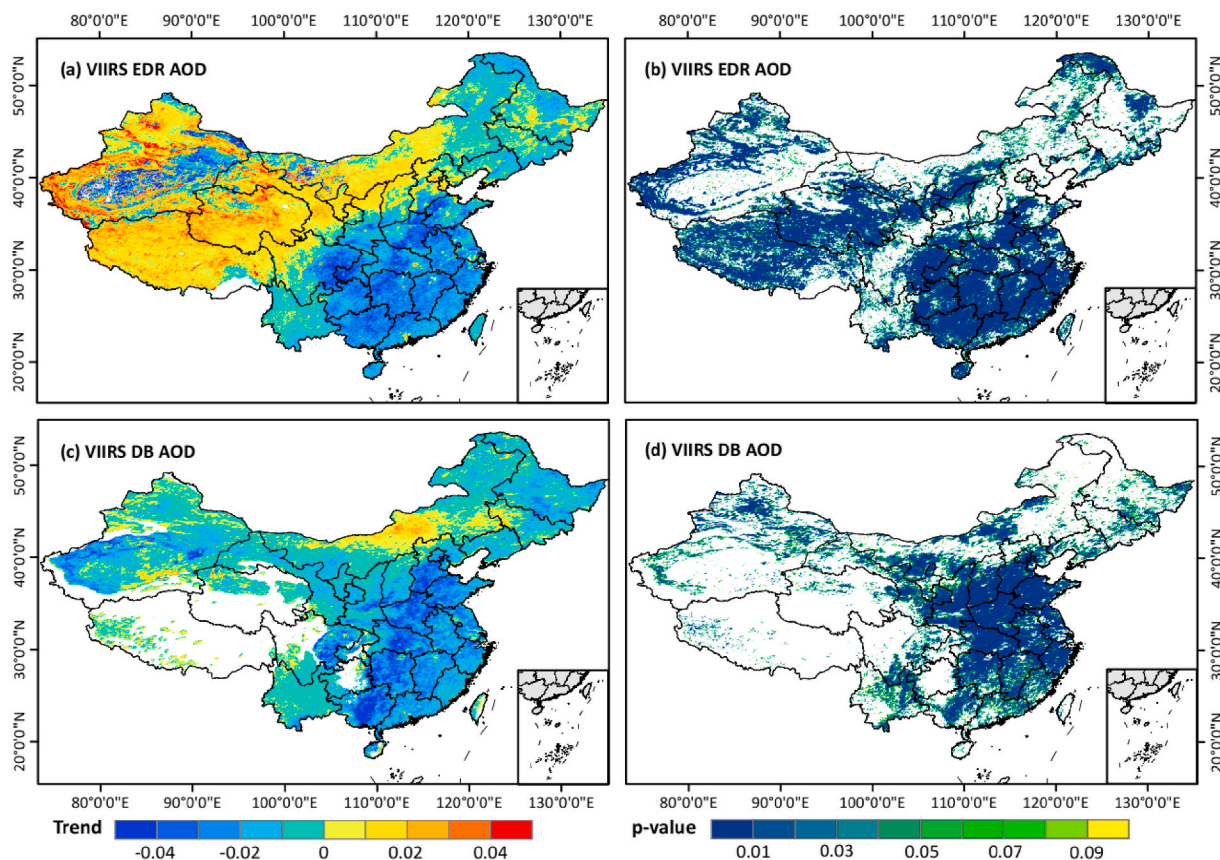 80°0'0"E 90°0'0"E 100°0'0"E 110°0'0"E 120°0'0"E 130°0'0"E
80°0'0"E 90°0'0"E 100°0'0"E 110°0'0"E 120°0'0"E 130°0'0"E
(a) VIIRS EDR AOD
50°0'0"N
40°0'0"N
30°0'0"N
20°0'0"N
(b) VIIRS EDR AOD
50°0'0"N
40°0'0"N
30°0'0"N
20°0'0"N
(c) VIIRS DB AOD
50°0'0"N
40°0'0"N
30°0'0"N
20°0'0"N
(d) VIIRS DB AOD
50°0'0"N
40°0'0"N
30°0'0"N
20°0'0"N
80°0'0"E 90°0'0"E 100°0'0"E 110°0'0"E 120°0'0"E 130°0'0"E
80°0'0"E 90°0'0"E 100°0'0"E 110°0'0"E 120°0'0"E 130°0'0"E
Trend
-0.04 -0.02 0 0.02 0.04
p-value
0.01 0.03 0.05 0.07 0.09